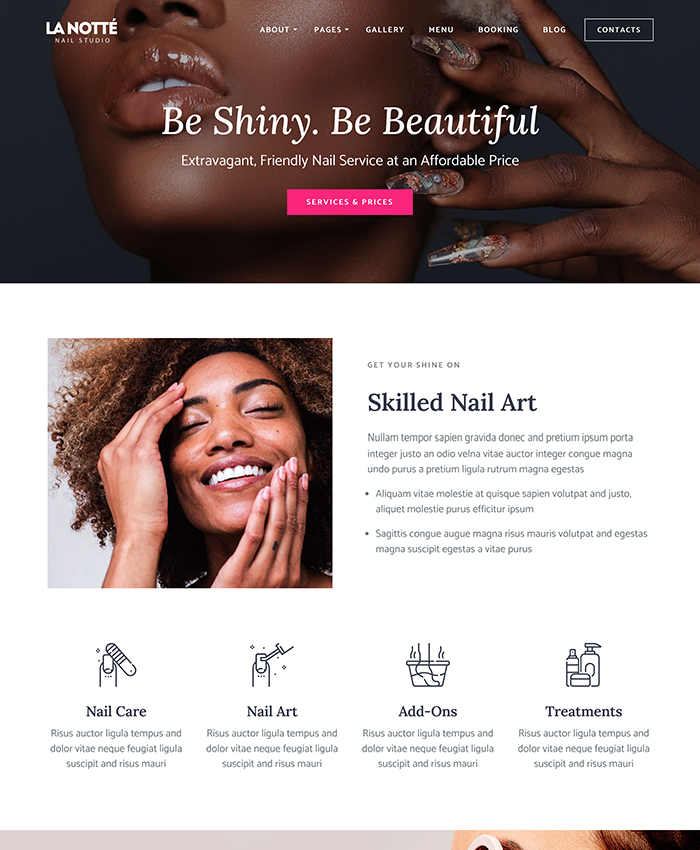 LA NOTTÉ
NAIL STUDIO
ABOUT PAGES GALLERY MENU BOOKING BLOG CONTACTS
Be Shiny. Be Beautiful
Extravagant, Friendly Nail Service at an Affordable Price
SERVICES & PRICES
GET YOUR SHINE ON
Skilled Nail Art
Nullam tempor sapien gravida donec and pretium ipsum porta
integer justo an odio velna vitae auctor integer congue magna
undo purus a pretium ligula rutrum magna egestas
• Aliquam vitae molestie at quisque sapien volutpat and justo,
aliquet molestie purus efficitur ipsum
• Sagittis congue augue magna risus mauris volutpat and egestas
magna suscipit egestas a vitae purus
Nail Care
Risus auctor ligula tempus and
dolor vitae neque feugiat ligula
suscipit and risus mauri
Nail Art
Risus auctor ligula tempus and
dolor vitae neque feugiat ligula
suscipit and risus mauri
Add-Ons
Risus auctor ligula tempus and
dolor vitae neque feugiat ligula
suscipit and risus mauri
Treatments
Risus auctor ligula tempus and
dolor vitae neque feugiat ligula
suscipit and risus mauri